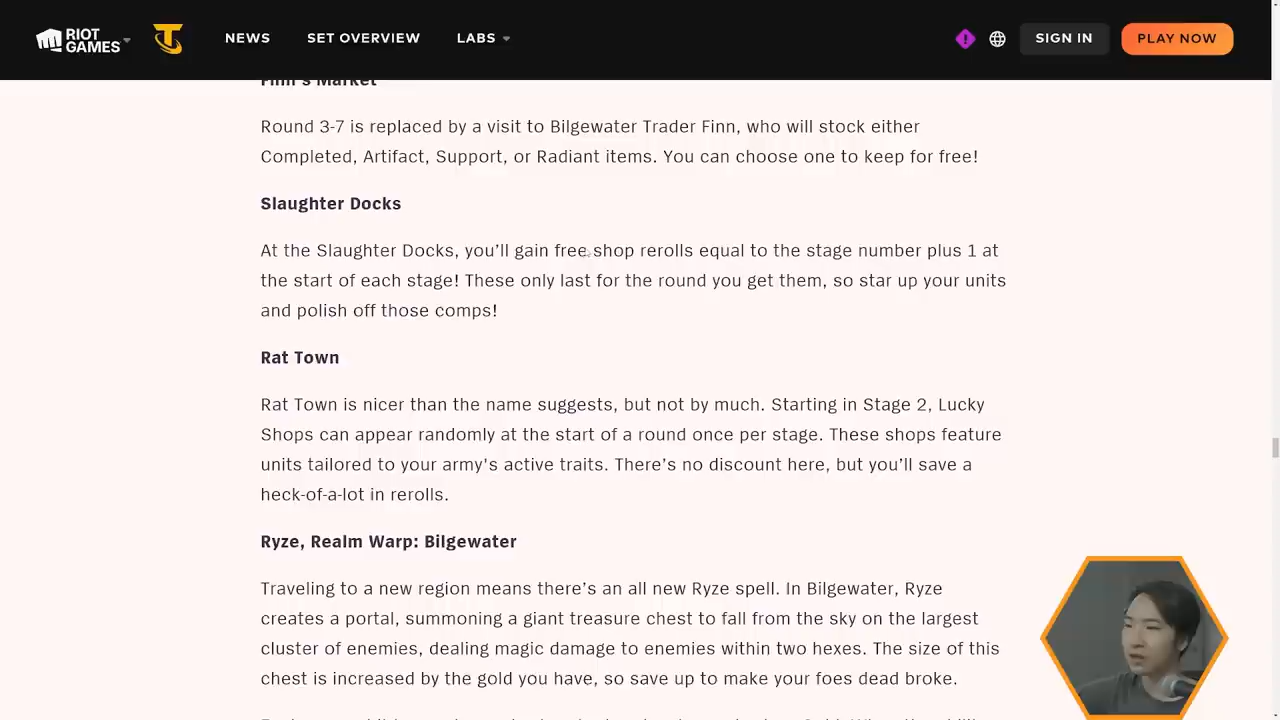 RIOT
GAMES
NEWS
SET OVERVIEW
LABS
SIGN IN
PLAY NOW
Finn's Market
Round 3-7 is replaced by a visit to Bilgewater Trader Finn, who will stock either
Completed, Artifact, Support, or Radiant items. You can choose one to keep for free!
Slaughter Docks
At the Slaughter Docks, you'll gain free shop rerolls equal to the stage number plus 1 at
the start of each stage! These only last for the round you get them, so star up your units
and polish off those comps!
Rat Town
Rat Town is nicer than the name suggests, but not by much. Starting in Stage 2, Lucky
Shops can appear randomly at the start of a round once per stage. These shops feature
units tailored to your army's active traits. There's no discount here, but you'll save a
heck-of-a-lot in rerolls.
Ryze, Realm Warp: Bilgewater
Traveling to a new region means there's an all new Ryze spell. In Bilgewater, Ryze
creates a portal, summoning a giant treasure chest to fall from the sky on the largest
cluster of enemies, dealing magic damage to enemies within two hexes. The size of this
chest is increased by the gold you have, so save up to make your foes dead broke.